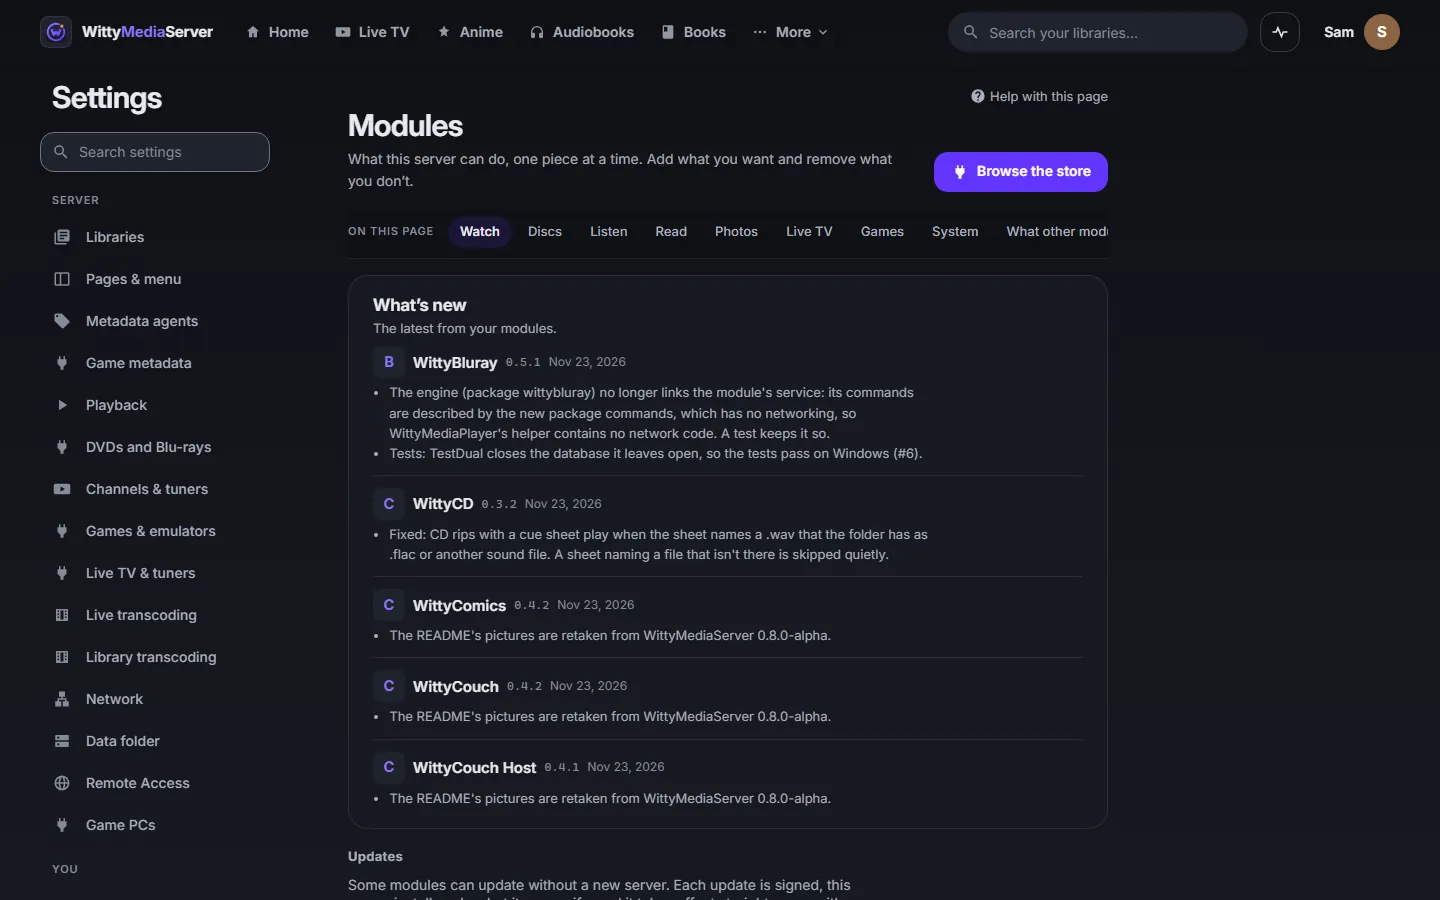 WittyMediaServer
Home
Live TV
Anime
Audiobooks
Books
More
Search your libraries...
Sam
S
Settings
Search settings
SERVER
Libraries
Pages & menu
Metadata agents
Game metadata
Playback
DVDs and Blu-rays
Channels & tuners
Games & emulators
Live TV & tuners
Live transcoding
Library transcoding
Network
Data folder
Remote Access
Game PCs
YOU
Help with this page
Modules
What this server can do, one piece at a time. Add what you want and remove what
you don’t.
Browse the store
ON THIS PAGE
Watch
Discs
Listen
Read
Photos
Live TV
Games
System
What other modu
What’s new
The latest from your modules.
B WittyBluray 0.5.1 Nov 23, 2026
• The engine (package wittybluray) no longer links the module's service: its commands
are described by the new package commands, which has no networking, so
WittyMediaPlayer's helper contains no network code. A test keeps it so.
• Tests: TestDual closes the database it leaves open, so the tests pass on Windows (#6).
C WittyCD 0.3.2 Nov 23, 2026
• Fixed: CD rips with a cue sheet play when the sheet names a .wav that the folder has as
.flac or another sound file. A sheet naming a file that isn't there is skipped quietly.
C WittyComics 0.4.2 Nov 23, 2026
• The README's pictures are retaken from WittyMediaServer 0.8.0-alpha.
C WittyCouch 0.4.2 Nov 23, 2026
• The README's pictures are retaken from WittyMediaServer 0.8.0-alpha.
C WittyCouch Host 0.4.1 Nov 23, 2026
• The README's pictures are retaken from WittyMediaServer 0.8.0-alpha.
Updates
Some modules can update without a new server. Each update is signed, this